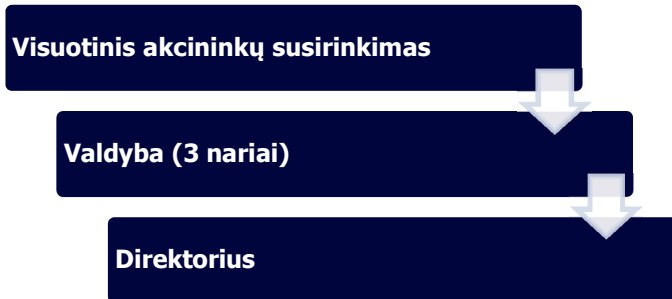 Visuotinis akcininkų susirinkimas
Valdyba (3 nariai)
Direktorius